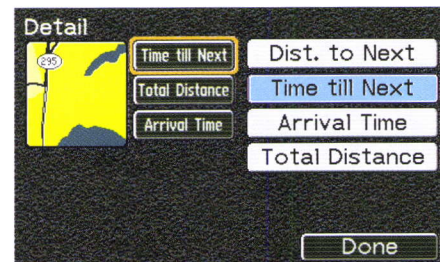 Detail
295
Time till Next
Total Distance
Arrival Time
Dist. to Next
Time till Next
Arrival Time
Total Distance
Done